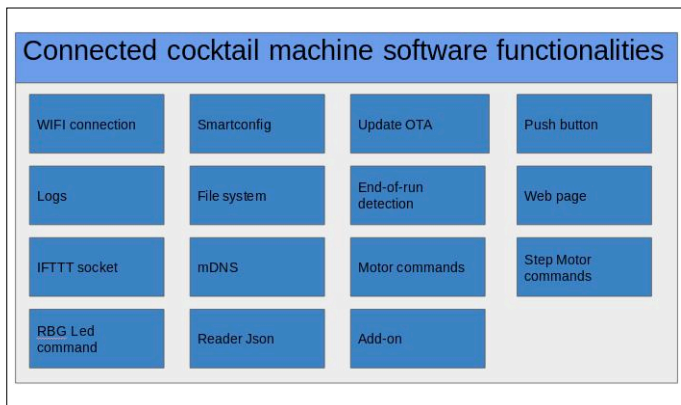 Connected cocktail machine software functionalities
WIFI connection
Smartconfig
Update OTA
Push button
Logs
File system
End-of-run
detection
Web page
IFTTT socket
mDNS
Motor commands
Step Motor
commands
RBG Led
command
Reader Json
Add-on